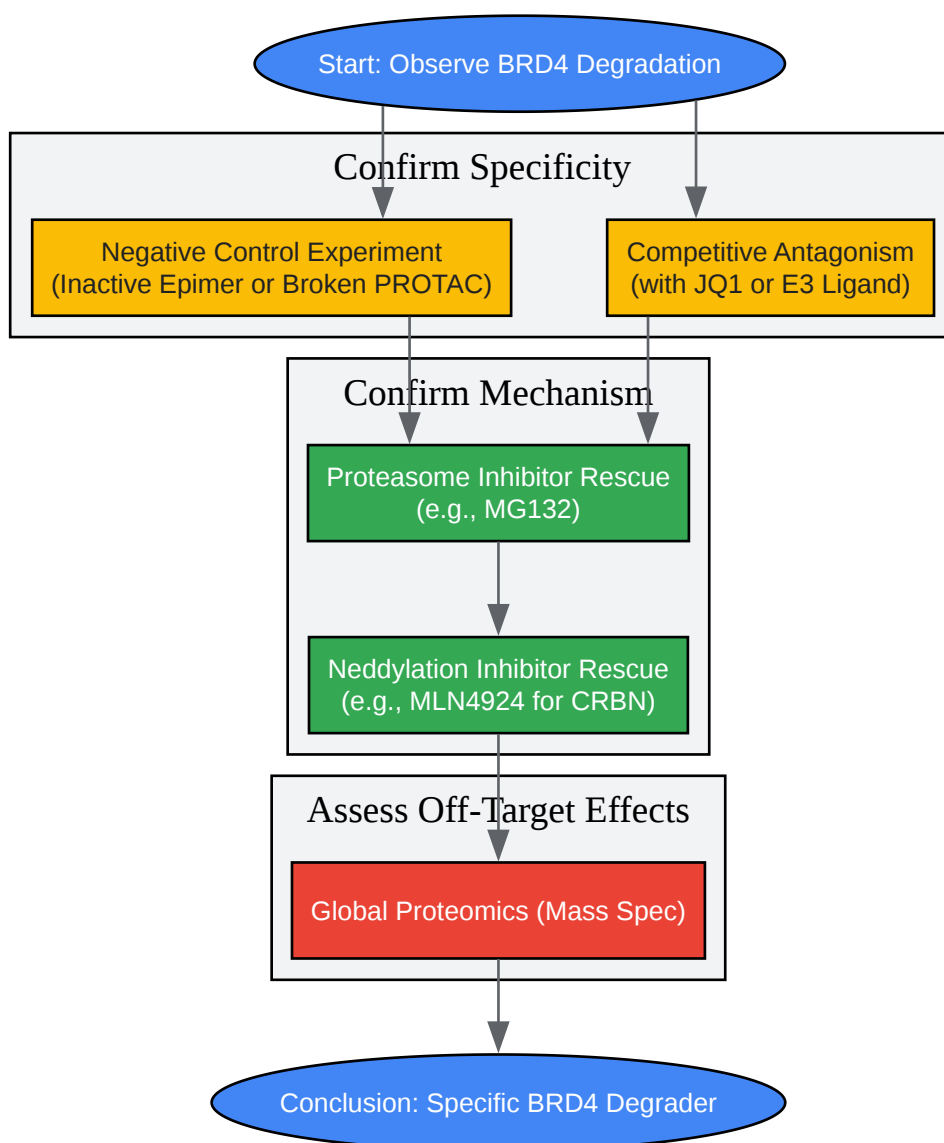 Start: Observe BRD4 Degradation
Confirm Specificity
Negative Control Experiment
(Inactive Epimer or Broken PROTAC)
Competitive Antagonism
(with JQ1 or E3 Ligand)
Confirm Mechanism
Proteasome Inhibitor Rescue
(e.g., MG132)
Neddylation Inhibitor Rescue
(e.g., MLN4924 for CRBN)
Assess Off-Target Effects
Global Proteomics (Mass Spec)
Conclusion: Specific BRD4 Degrader